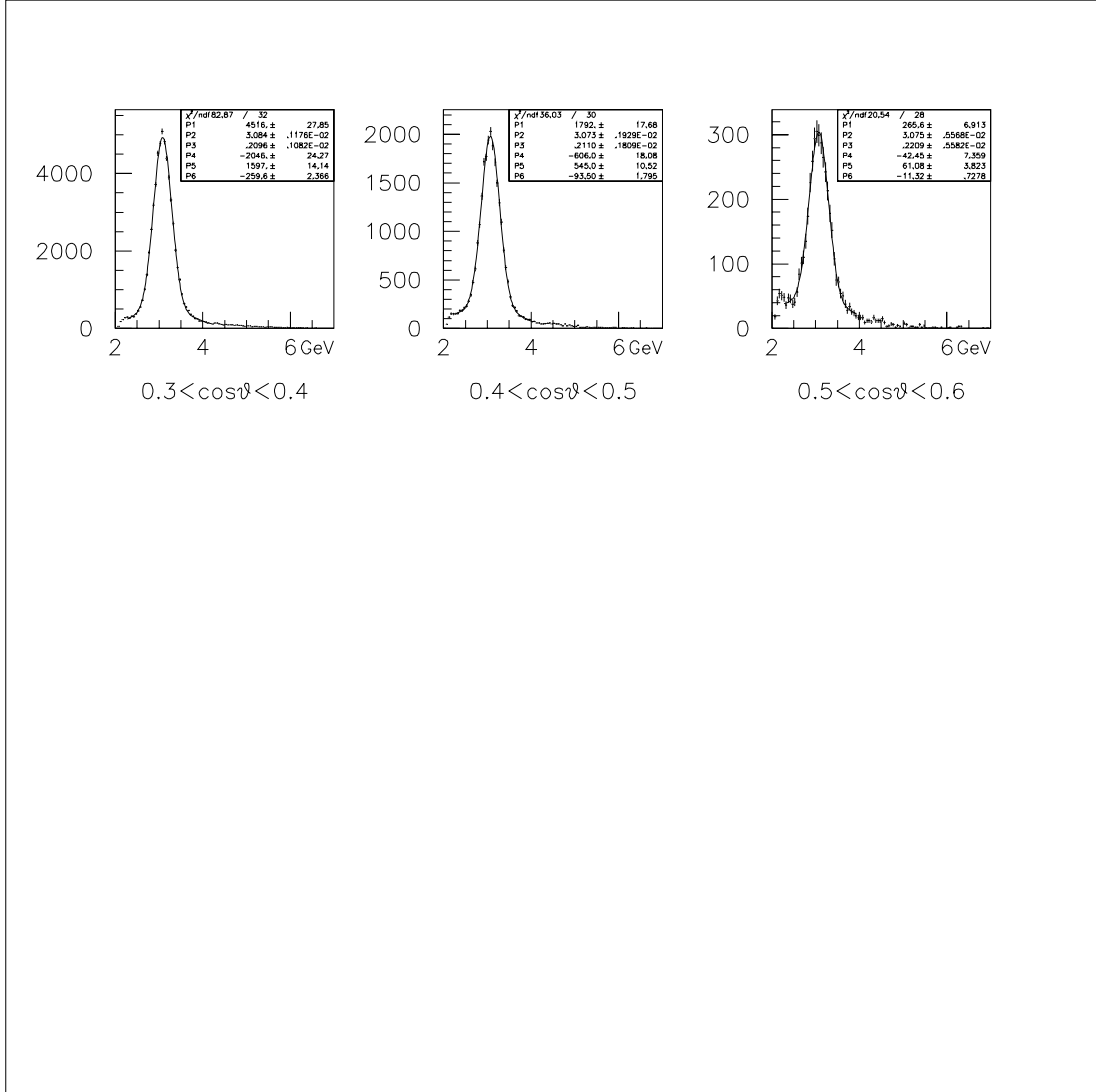 χ²/ndf 82.87 / 32
P1 4516. ± 27.85
P2 3.084 ± .1176E-02
P3 .2096 ± .1082E-02
P4 -2046. ± 24.27
P5 1597. ± 14.14
P6 -259.6 ± 2.366
4000
2000
0
2 4 6 GeV
0.3<cosϑ<0.4
χ²/ndf 36.03 / 30
P1 1792. ± 17.68
P2 3.073 ± .1929E-02
P3 .2110 ± .1809E-02
P4 -606.0 ± 18.08
P5 545.0 ± 10.52
P6 -93.50 ± 1.795
2000
1500
1000
500
0
2 4 6 GeV
0.4<cosϑ<0.5
χ²/ndf 20.54 / 28
P1 265.6 ± 6.913
P2 3.075 ± .5568E-02
P3 .2209 ± .5582E-02
P4 -42.45 ± 7.359
P5 61.08 ± 3.823
P6 -11.32 ± .7278
300
200
100
0
2 4 6 GeV
0.5<cosϑ<0.6